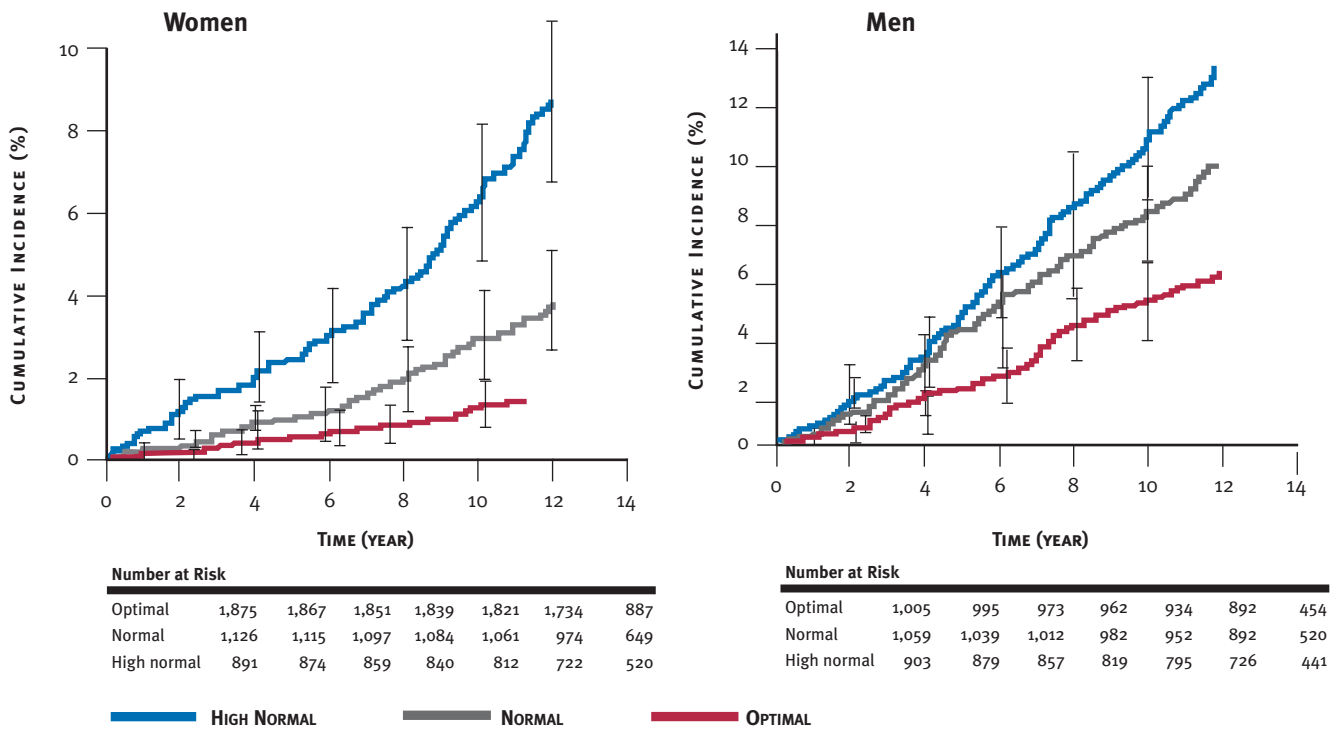 Women
Cumulative Incidence (%)
10
8
6
4
2
0
0 2 4 6 8 10 12 14
Time (year)
Number at Risk
Optimal 1,875 1,867 1,851 1,839 1,821 1,734 887
Normal 1,126 1,115 1,097 1,084 1,061 974 649
High normal 891 874 859 840 812 722 520
Men
Cumulative Incidence (%)
14
12
10
8
6
4
2
0
0 2 4 6 8 10 12 14
Time (year)
Number at Risk
Optimal 1,005 995 973 962 934 892 454
Normal 1,059 1,039 1,012 982 952 892 520
High normal 903 879 857 819 795 726 441
High Normal Normal Optimal